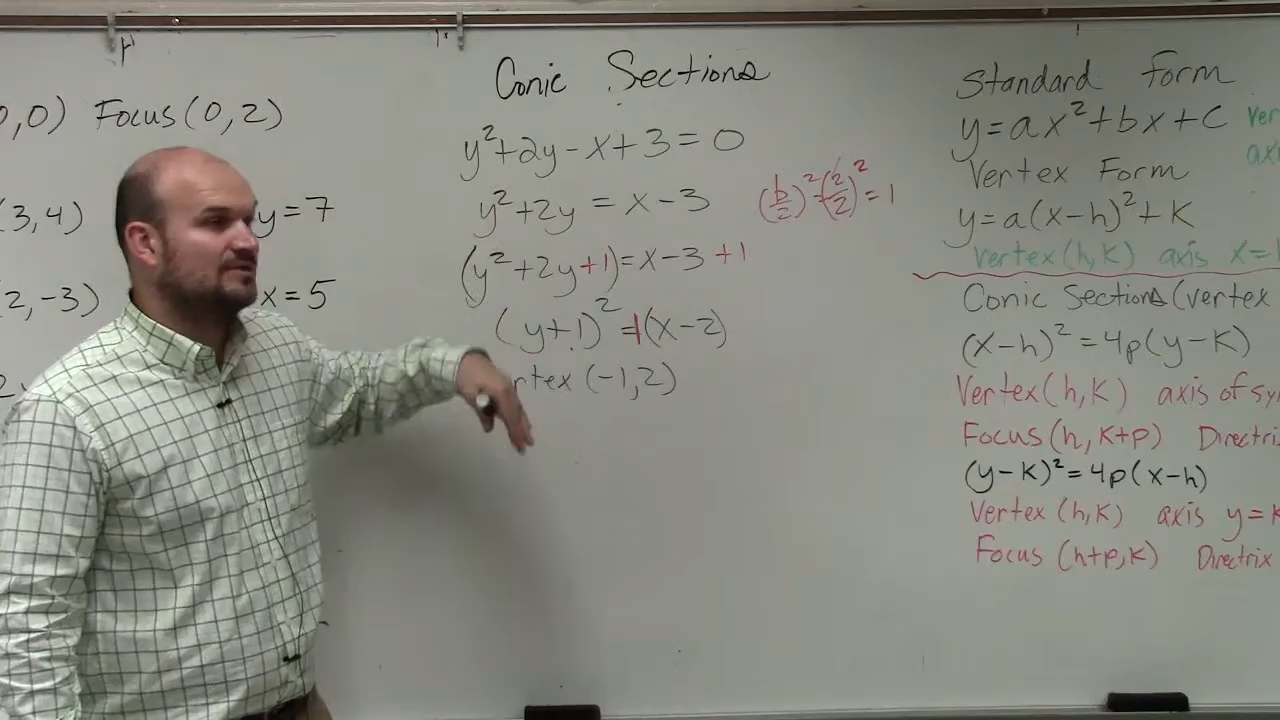 0,0) Focus (0,2)
(3,4) y=7
(2,-3) x=5
Conic Sections
y²+2y-x+3=0
y²+2y=x-3
(b/2)²=(2/2)²=1
(y²+2y+1)=x-3+1
(y+1)²=1(x-2)
rtex (-1,2)
Standard form
y=ax²+bx+c
Vertex Form
y=a(x-h)²+k
vertex(h,k) axis x=
Conic Sections (vertex
(x-h)²=4p(y-k)
Vertex(h,k) axis of sy
Focus(h,k+p) Directrix
(y-k)²=4p(x-h)
Vertex (h,k) axis y=k
Focus (h+p,k) Directrix